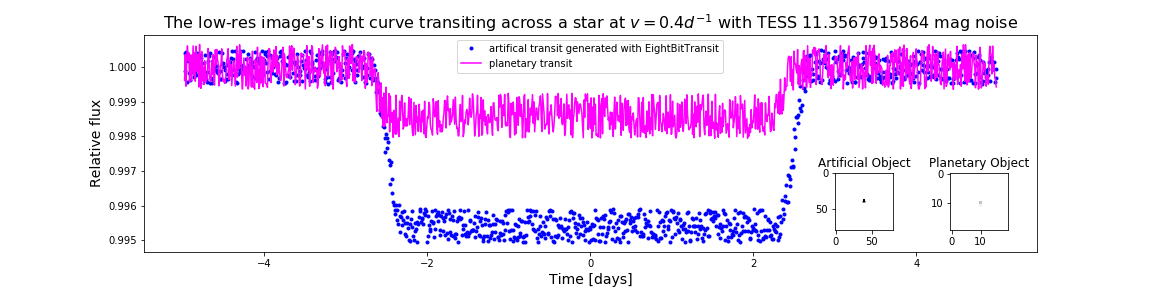 The low-res image's light curve transiting across a star at v = 0.4d⁻¹ with TESS 11.3567915864 mag noise
artifical transit generated with EightBitTransit
planetary transit
Relative flux
1.000
0.999
0.998
0.997
0.996
0.995
Artificial Object
0
50
0 50
Planetary Object
0
10
0 10
−4 −2 0 2 4
Time [days]